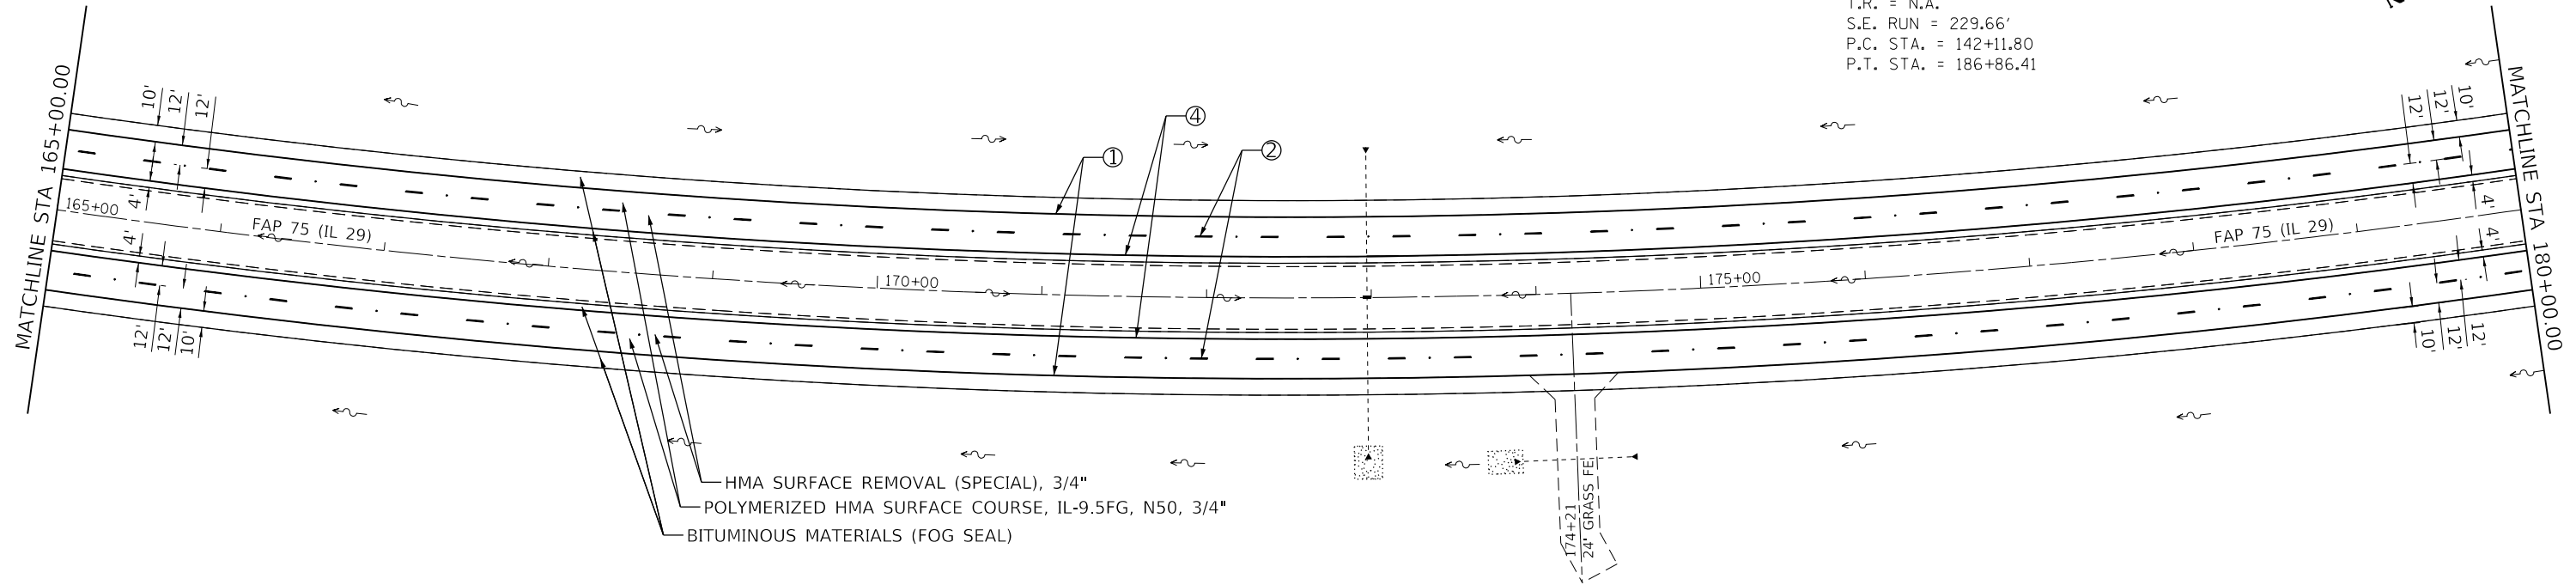 T.R. = N.A.
S.E. RUN = 229.66'
P.C. STA. = 142+11.80
P.T. STA. = 186+86.41
MATCHLINE STA 165+00.00
10'
12'
12'
4'
165+00
FAP 75 (IL 29)
4'
12'
12'
10'
4
1
2
170+00
175+00
FAP 75 (IL 29)
12'
12'
10'
4'
4'
10'
12'
12'
MATCHLINE STA 180+00.00
HMA SURFACE REMOVAL (SPECIAL), 3/4"
POLYMERIZED HMA SURFACE COURSE, IL-9.5FG, N50, 3/4"
BITUMINOUS MATERIALS (FOG SEAL)
174+21
24' GRASS FE